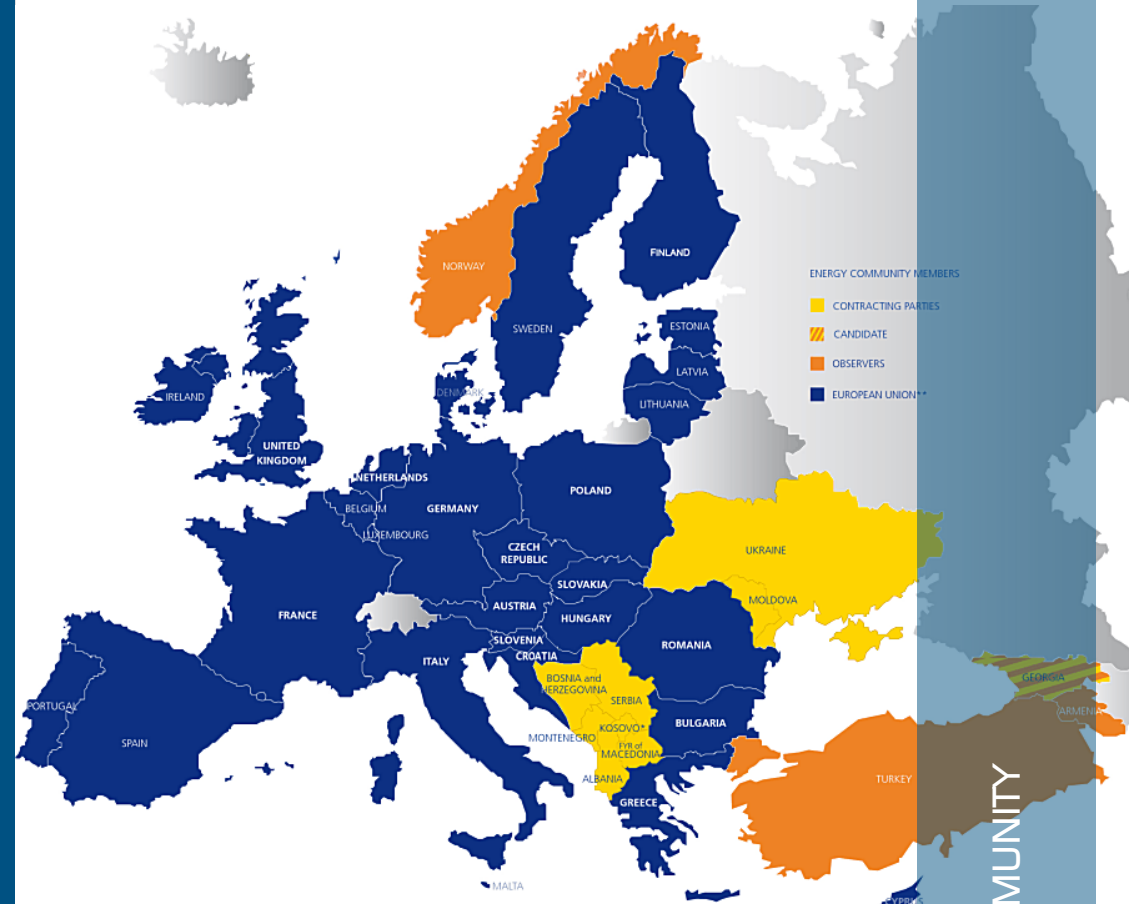 NORWAY
FINLAND
ENERGY COMMUNITY MEMBERS
CONTRACTING PARTIES
CANDIDATE
OBSERVERS
EUROPEAN UNION**
SWEDEN
ESTONIA
LATVIA
LITHUANIA
DENMARK
IRELAND
UNITED
KINGDOM
NETHERLANDS
BELGIUM
LUXEMBOURG
GERMANY
POLAND
CZECH
REPUBLIC
SLOVAKIA
UKRAINE
MOLDOVA
FRANCE
AUSTRIA
HUNGARY
SLOVENIA
CROATIA
ITALY
ROMANIA
BOSNIA and
HERZEGOVINA
SERBIA
GEORGIA
ARMENIA
PORTUGAL
SPAIN
MONTENEGRO
KOSOVO*
FYR of
MACEDONIA
BULGARIA
ALBANIA
GREECE
TURKEY
MALTA
CYPRUS
MUNITY